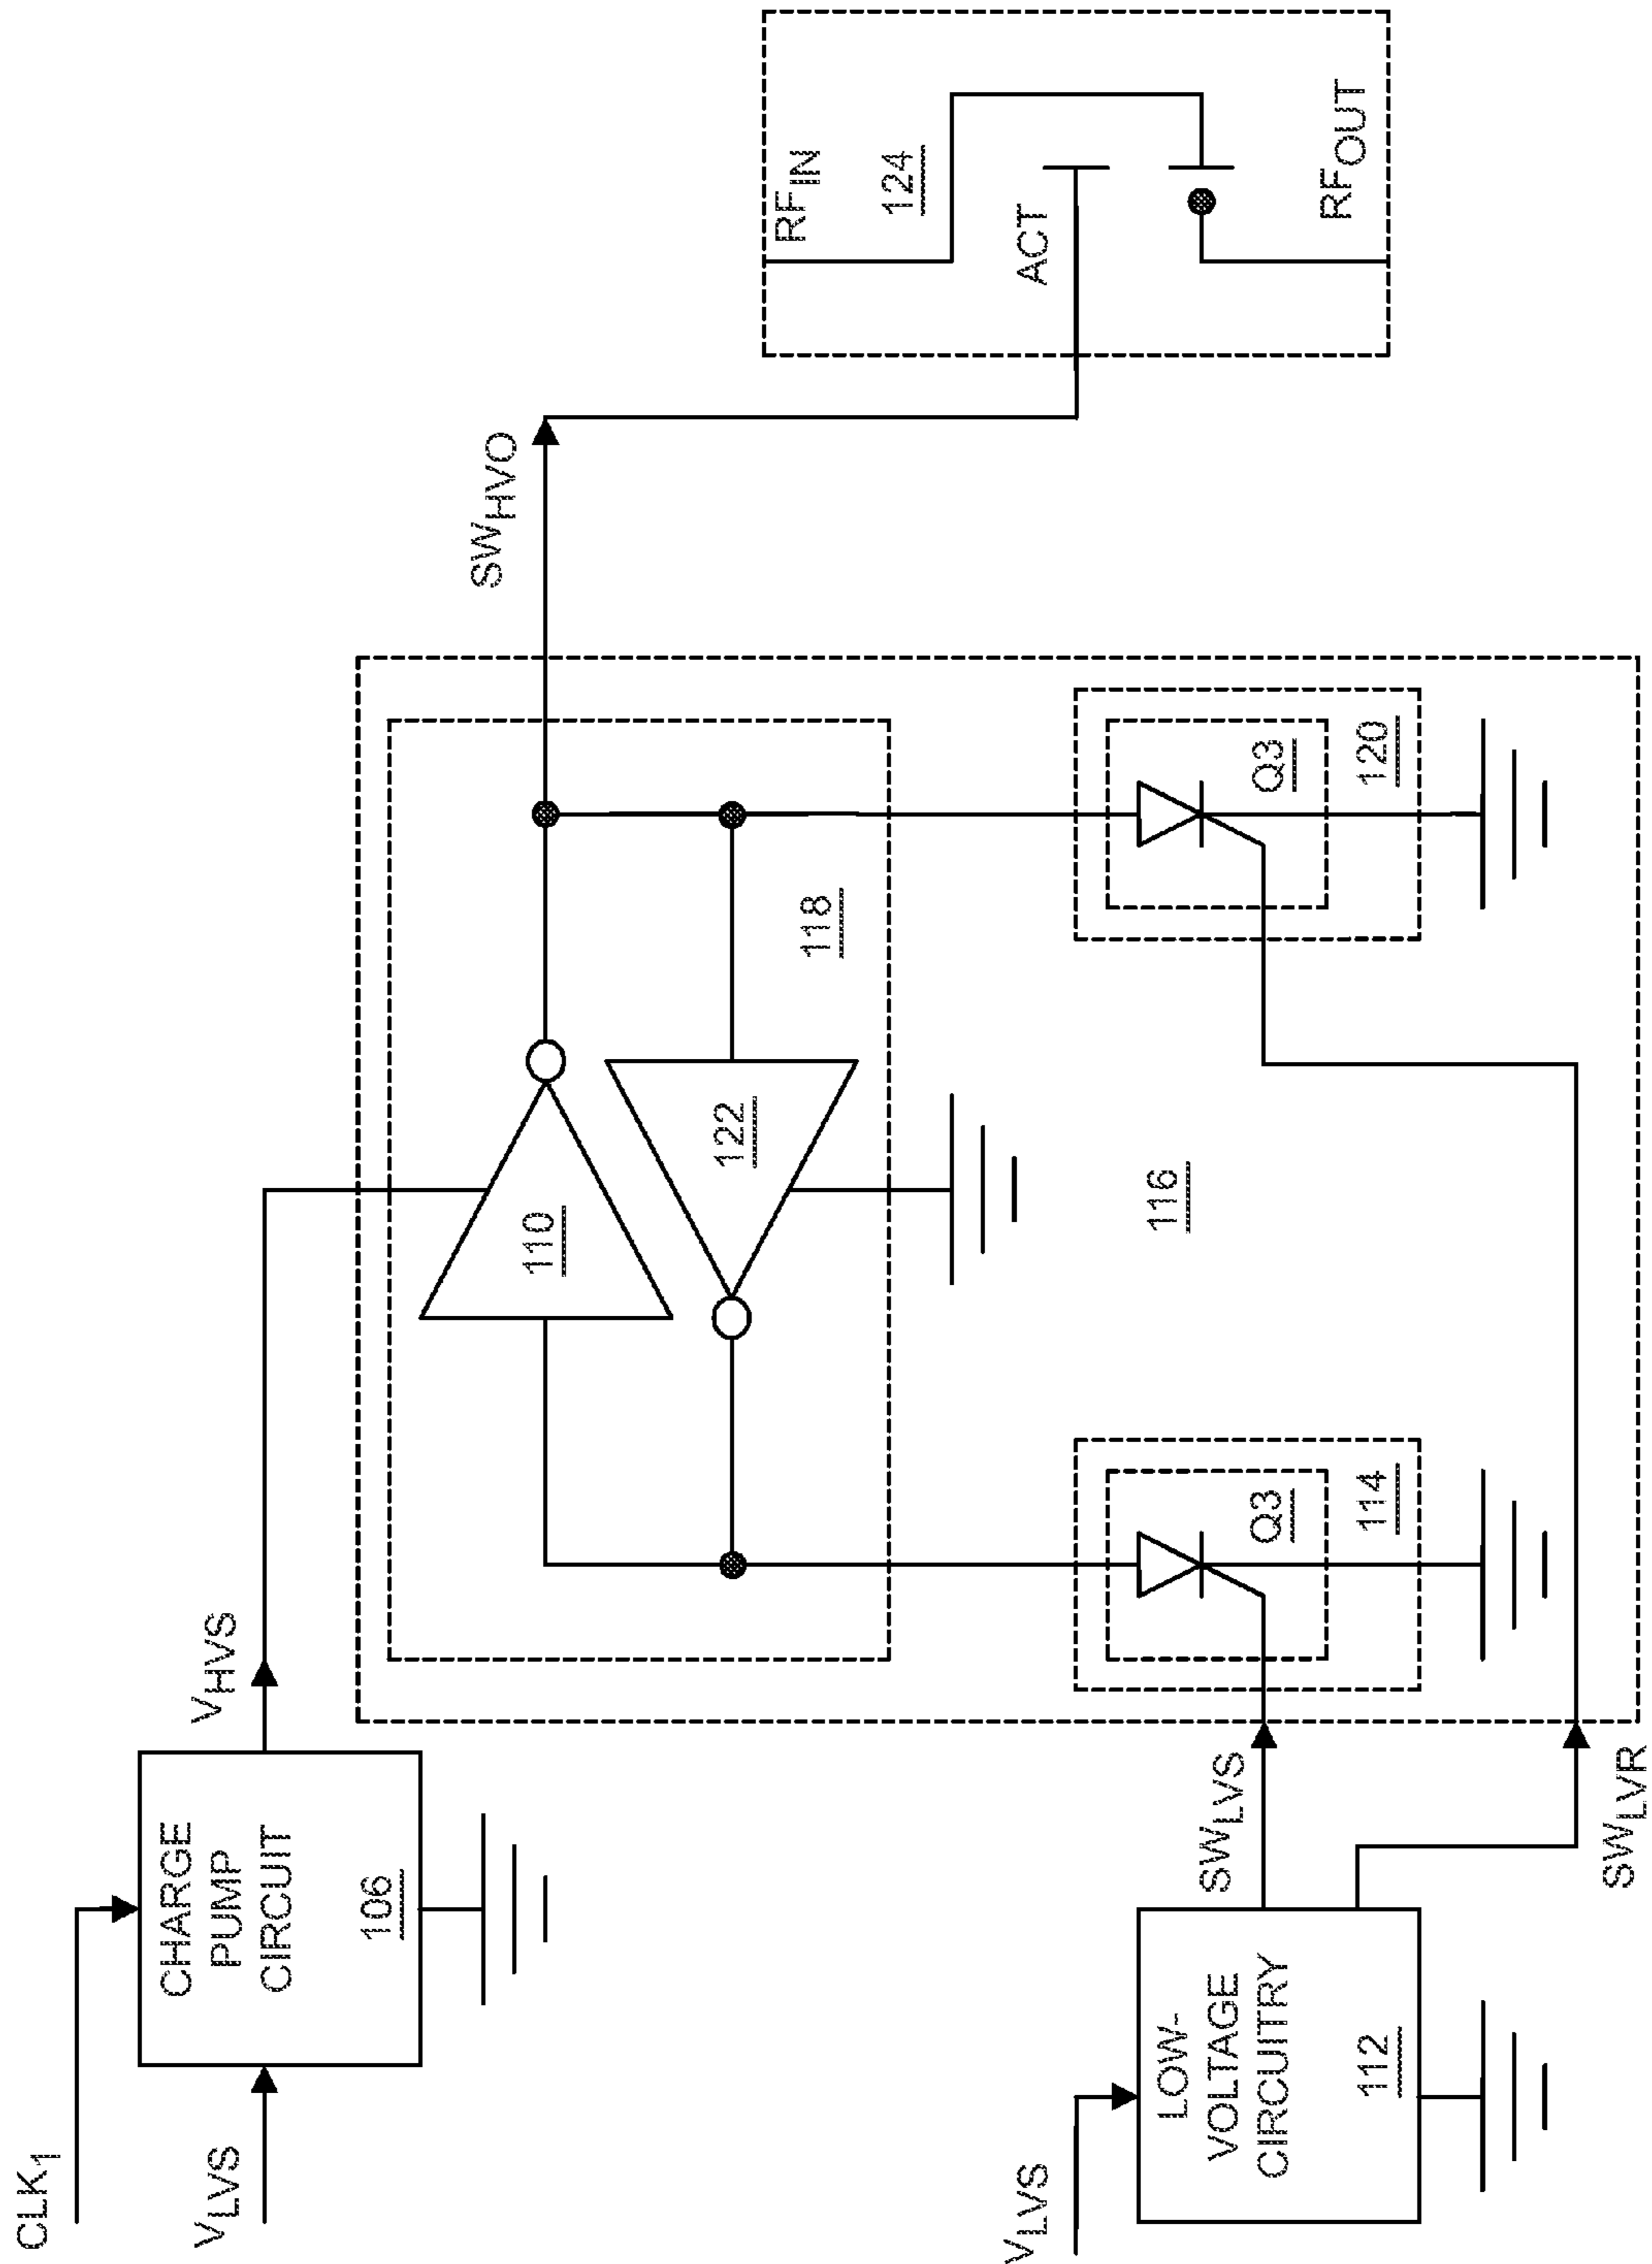 CLK1
VLVS
CHARGE
PUMP
CIRCUIT
106
VHVS
110
122
118
SWHVO
RFIN
124
ACT
RFOUT
VLVS
LOW-
VOLTAGE
CIRCUITRY
112
SWLVS
SWLVR
Q3
114
116
Q3
120